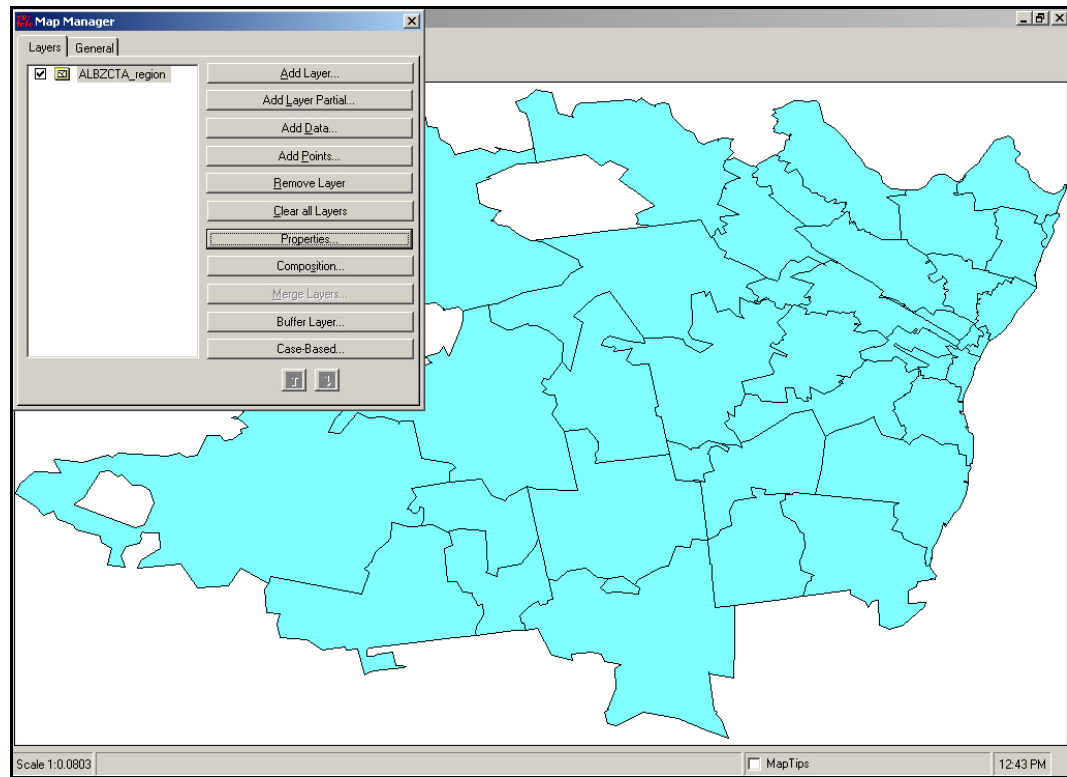 Map Manager
Layers General
ALBZCTA_region
Add Layer...
Add Layer Partial...
Add Data...
Add Points...
Remove Layer
Clear all Layers
Properties...
Composition...
Merge Layers...
Buffer Layer...
Case-Based...
Scale 1:0.0803
MapTips
12:43 PM